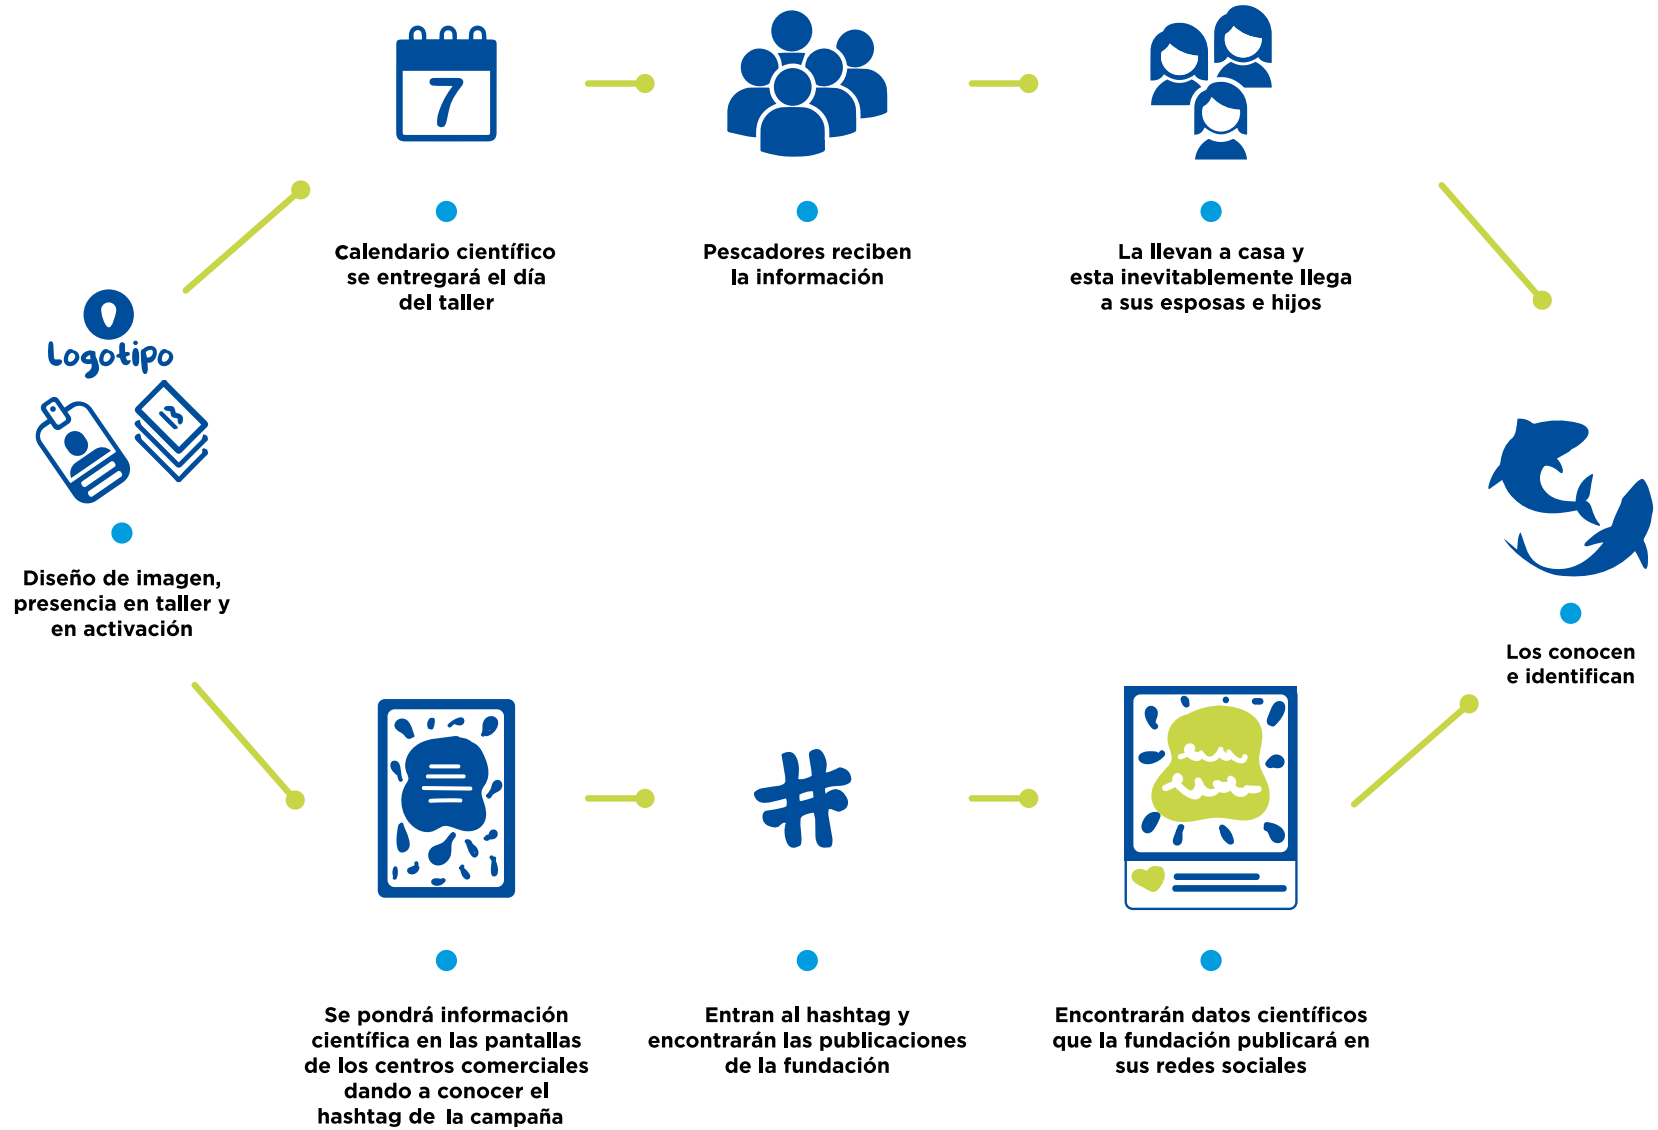 7
Calendario científico
se entregará el día
del taller
Pescadores reciben
la información
La llevan a casa y
esta inevitablemente llega
a sus esposas e hijos
Logotipo
Diseño de imagen,
presencia en taller y
en activación
Los conocen
e identifican
#
Se pondrá información
científica en las pantallas
de los centros comerciales
dando a conocer el
hashtag de la campaña
Entran al hashtag y
encontrarán las publicaciones
de la fundación
Encontrarán datos científicos
que la fundación publicará en
sus redes sociales